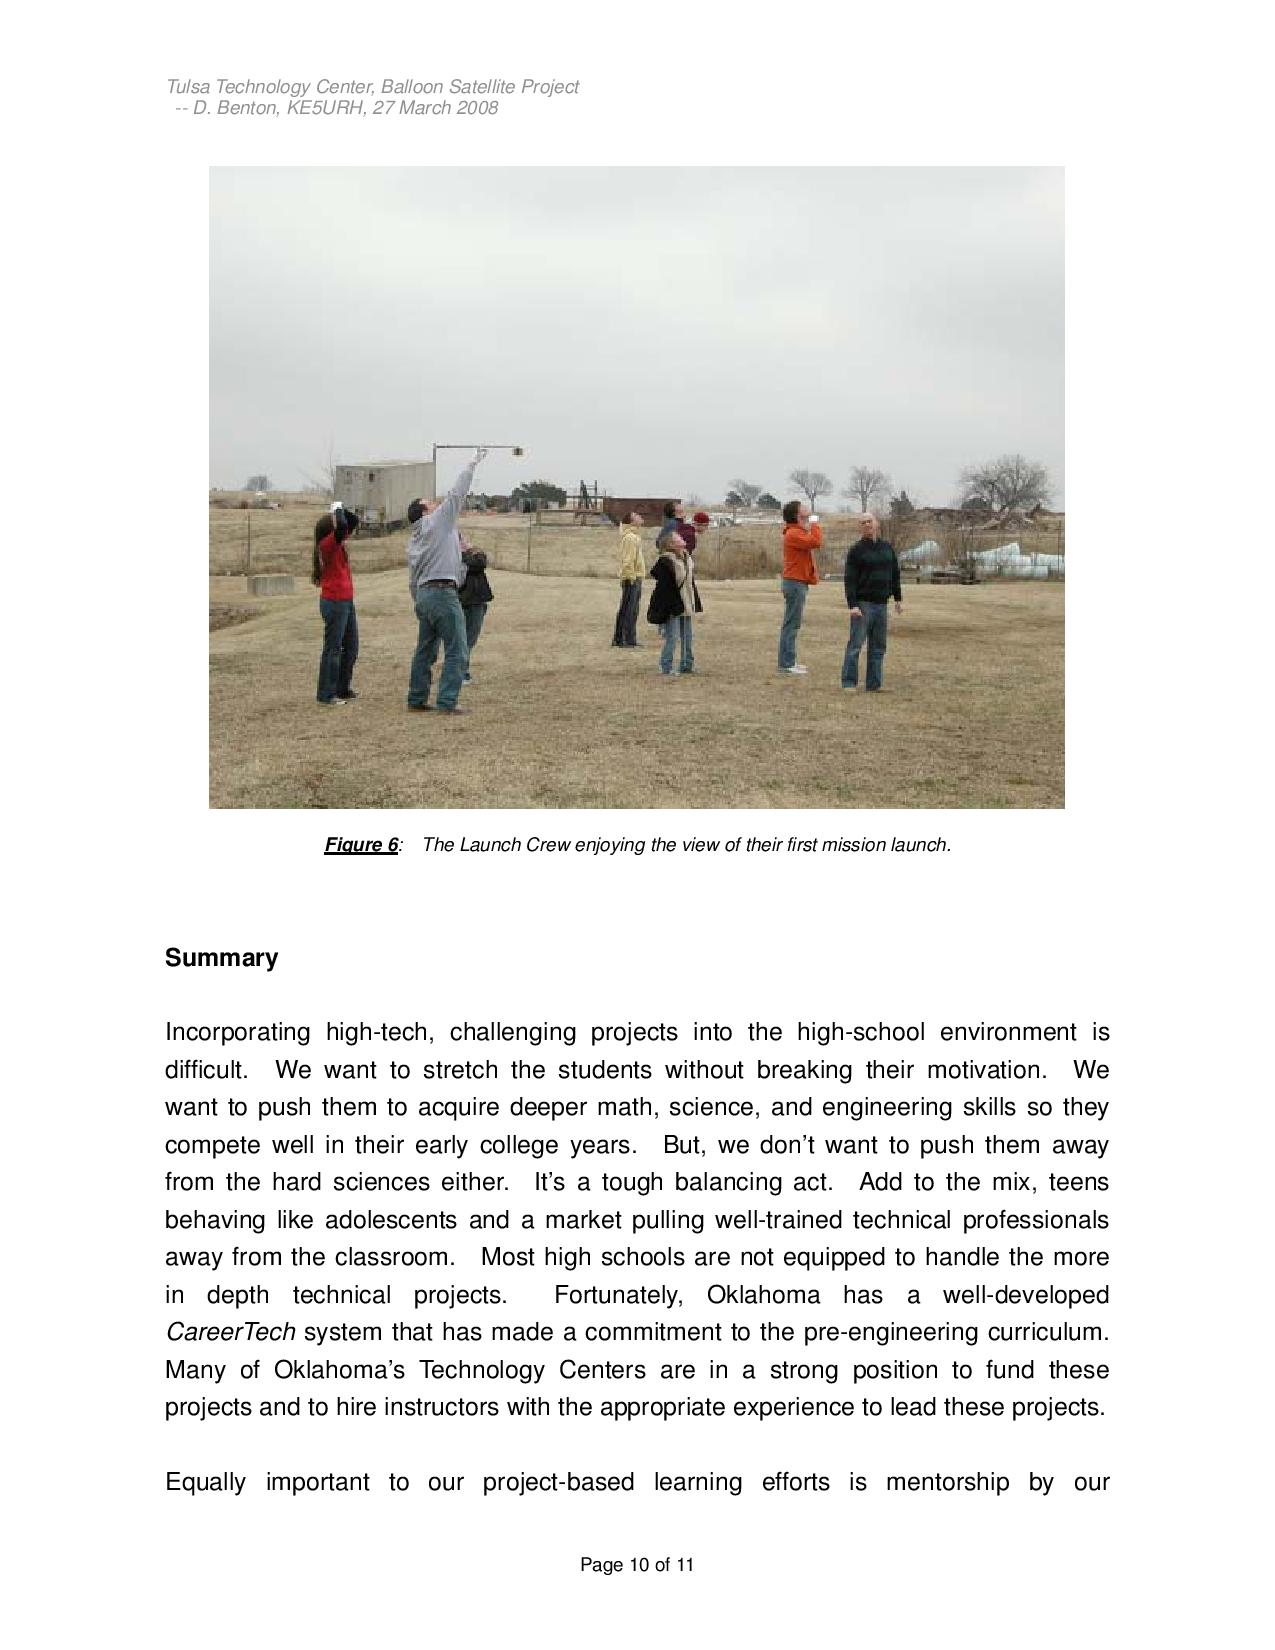 Tulsa Technology Center, Balloon Satellite Project
-- D. Benton, KE5URH, 27 March 2008
Figure 6: The Launch Crew enjoying the view of their first mission launch.
Summary
Incorporating high-tech, challenging projects into the high-school environment is
difficult. We want to stretch the students without breaking their motivation. We
want to push them to acquire deeper math, science, and engineering skills so they
compete well in their early college years. But, we don’t want to push them away
from the hard sciences either. It’s a tough balancing act. Add to the mix, teens
behaving like adolescents and a market pulling well-trained technical professionals
away from the classroom. Most high schools are not equipped to handle the more
in depth technical projects. Fortunately, Oklahoma has a well-developed
CareerTech system that has made a commitment to the pre-engineering curriculum.
Many of Oklahoma’s Technology Centers are in a strong position to fund these
projects and to hire instructors with the appropriate experience to lead these projects.
Equally important to our project-based learning efforts is mentorship by our
Page 10 of 11